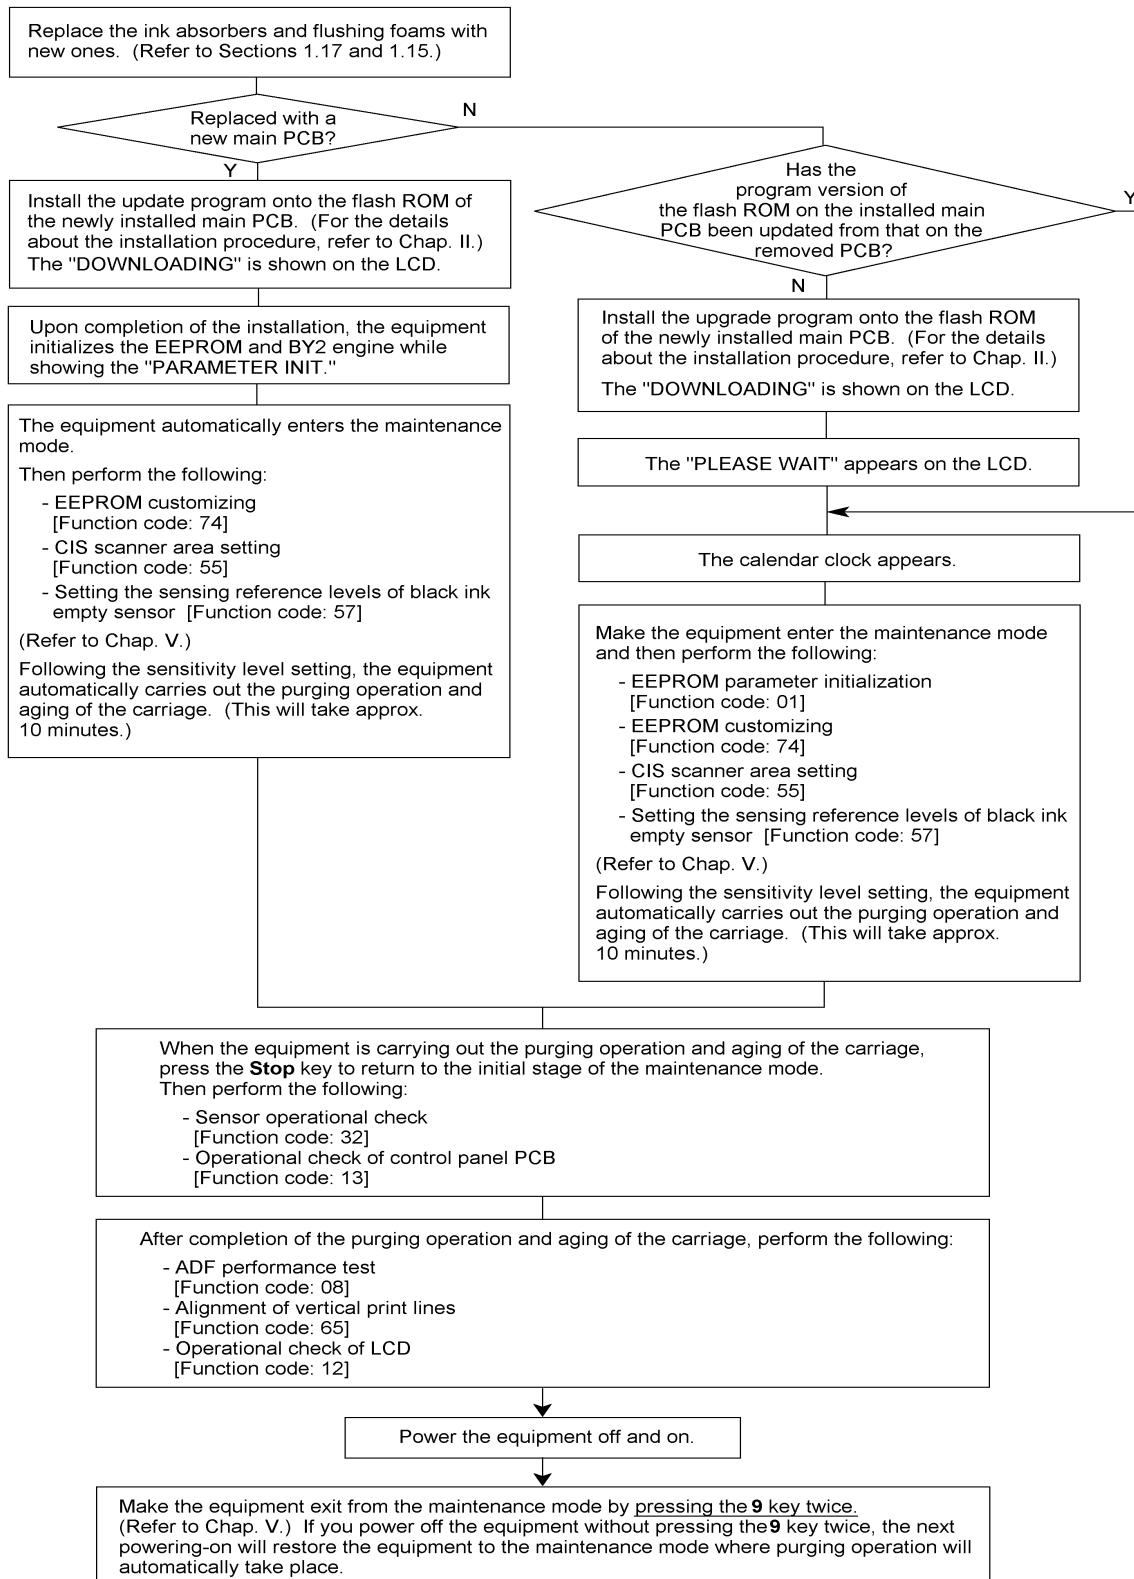 Replace the ink absorbers and flushing foams with
new ones.  (Refer to Sections 1.17 and 1.15.)
Replaced with a
new main PCB?
N
Y
Install the update program onto the flash ROM of
the newly installed main PCB.  (For the details
about the installation procedure, refer to Chap. II.)
The "DOWNLOADING" is shown on the LCD.
Upon completion of the installation, the equipment
initializes the EEPROM and BY2 engine while
showing the "PARAMETER INIT."
The equipment automatically enters the maintenance
mode.
Then perform the following:
- EEPROM customizing
[Function code: 74]
- CIS scanner area setting
[Function code: 55]
- Setting the sensing reference levels of black ink
empty sensor  [Function code: 57]
(Refer to Chap. V.)
Following the sensitivity level setting, the equipment
automatically carries out the purging operation and
aging of the carriage.  (This will take approx.
10 minutes.)
Has the
program version of
the flash ROM on the installed main
PCB been updated from that on the
removed PCB?
Y
N
Install the upgrade program onto the flash ROM
of the newly installed main PCB.  (For the details
about the installation procedure, refer to Chap. II.)
The "DOWNLOADING" is shown on the LCD.
The "PLEASE WAIT" appears on the LCD.
The calendar clock appears.
Make the equipment enter the maintenance mode
and then perform the following:
- EEPROM parameter initialization
[Function code: 01]
- EEPROM customizing
[Function code: 74]
- CIS scanner area setting
[Function code: 55]
- Setting the sensing reference levels of black ink
empty sensor  [Function code: 57]
(Refer to Chap. V.)
Following the sensitivity level setting, the equipment
automatically carries out the purging operation and
aging of the carriage.  (This will take approx.
10 minutes.)
When the equipment is carrying out the purging operation and aging of the carriage,
press the Stop key to return to the initial stage of the maintenance mode.
Then perform the following:
- Sensor operational check
[Function code: 32]
- Operational check of control panel PCB
[Function code: 13]
After completion of the purging operation and aging of the carriage, perform the following:
- ADF performance test
[Function code: 08]
- Alignment of vertical print lines
[Function code: 65]
- Operational check of LCD
[Function code: 12]
Power the equipment off and on.
Make the equipment exit from the maintenance mode by pressing the 9 key twice.
(Refer to Chap. V.)  If you power off the equipment without pressing the 9 key twice, the next
powering-on will restore the equipment to the maintenance mode where purging operation will
automatically take place.